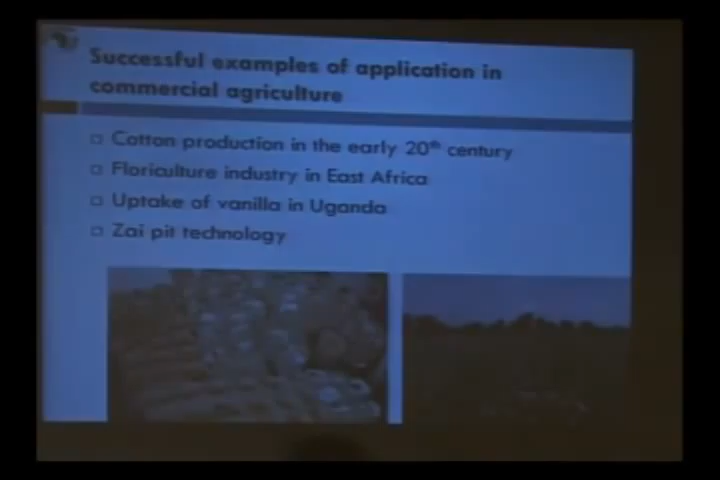 Successful examples of application in
commercial agriculture
Cotton production in the early 20th century
Floriculture industry in East Africa
Uptake of vanilla in Uganda
Zai pit technology